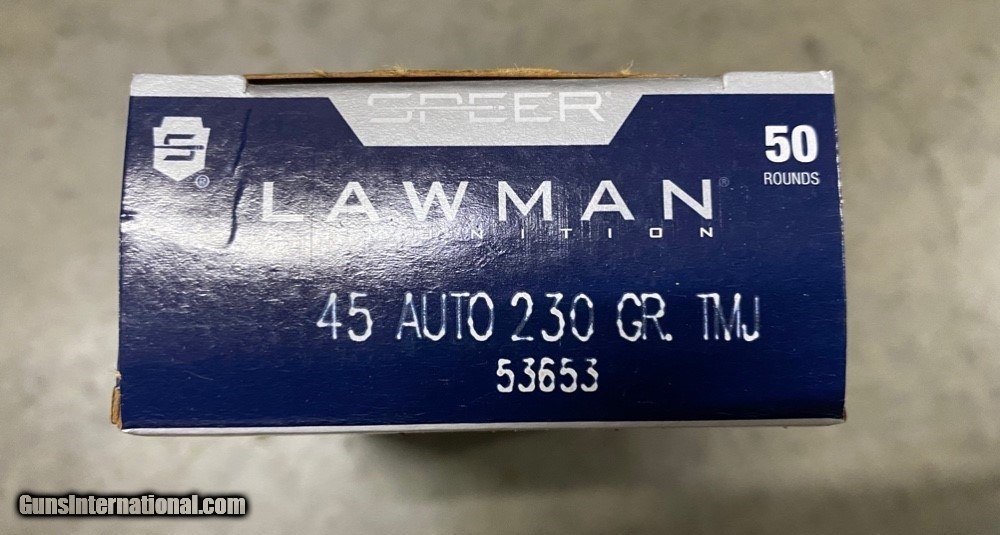 SPEER®
50
ROUNDS
®
LAWMAN®
AMMUNITION
45 AUTO 230 GR. TMJ
53653
GunsInternational.com